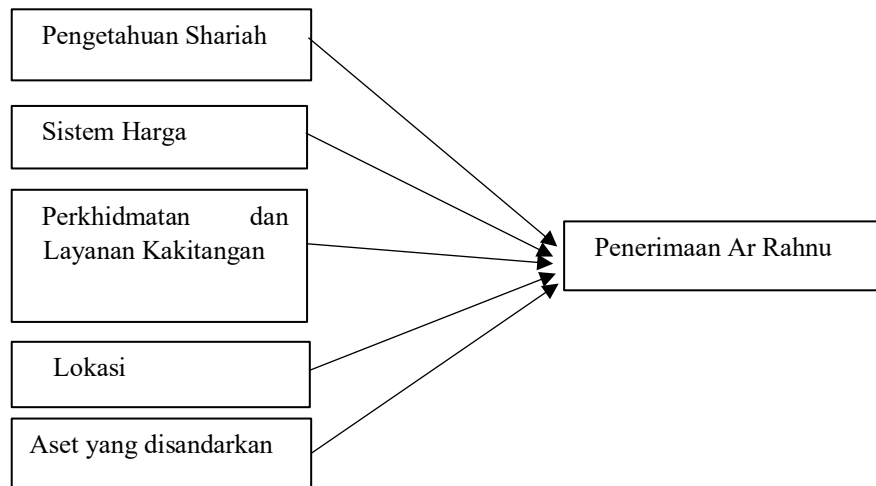 Pengetahuan Shariah
Sistem Harga
Perkhidmatan dan
Layanan Kakitangan
Penerimaan Ar Rahnu
Lokasi
Aset yang disandarkan